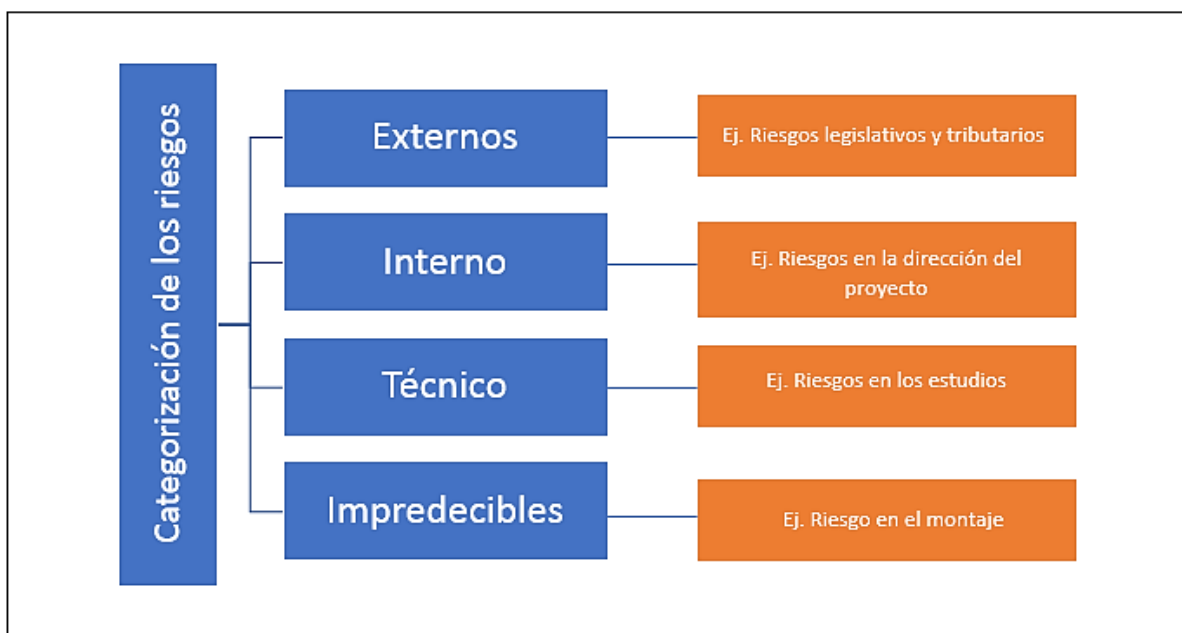 Categorización de los riesgos
Externos
Ej. Riesgos legislativos y tributarios
Interno
Ej. Riesgos en la dirección del
proyecto
Técnico
Ej. Riesgos en los estudios
Impredecibles
Ej. Riesgo en el montaje